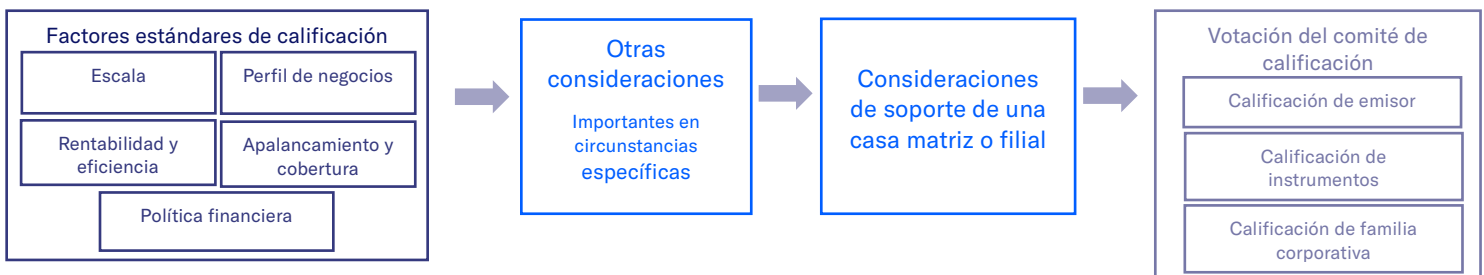 Factores estándares de calificación
Escala
Perfil de negocios
Rentabilidad y
eficiencia
Apalancamiento y
cobertura
Política financiera
Otras
consideraciones
Importantes en
circunstancias
específicas
Consideraciones
de soporte de una
casa matriz o filial
Votación del comité de
calificación
Calificación de emisor
Calificación de
instrumentos
Calificación de familia
corporativa